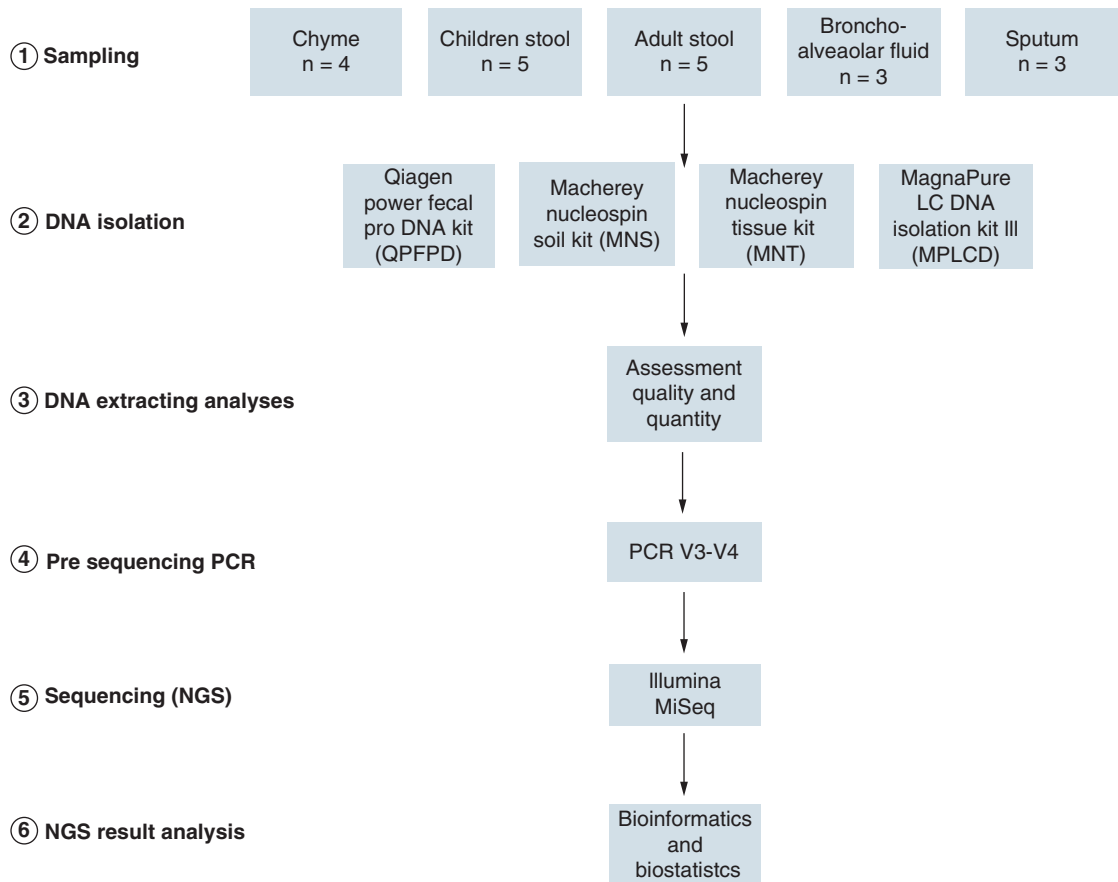 ① Sampling
Chyme
n = 4
Children stool
n = 5
Adult stool
n = 5
Broncho-
alveaolar fluid
n = 3
Sputum
n = 3
② DNA isolation
Qiagen
power fecal
pro DNA kit
(QPFPD)
Macherey
nucleospin
soil kit (MNS)
Macherey
nucleospin
tissue kit
(MNT)
MagnaPure
LC DNA
isolation kit III
(MPLCD)
③ DNA extracting analyses
Assessment
quality and
quantity
④ Pre sequencing PCR
PCR V3-V4
⑤ Sequencing (NGS)
Illumina
MiSeq
⑥ NGS result analysis
Bioinformatics
and
biostatistcs